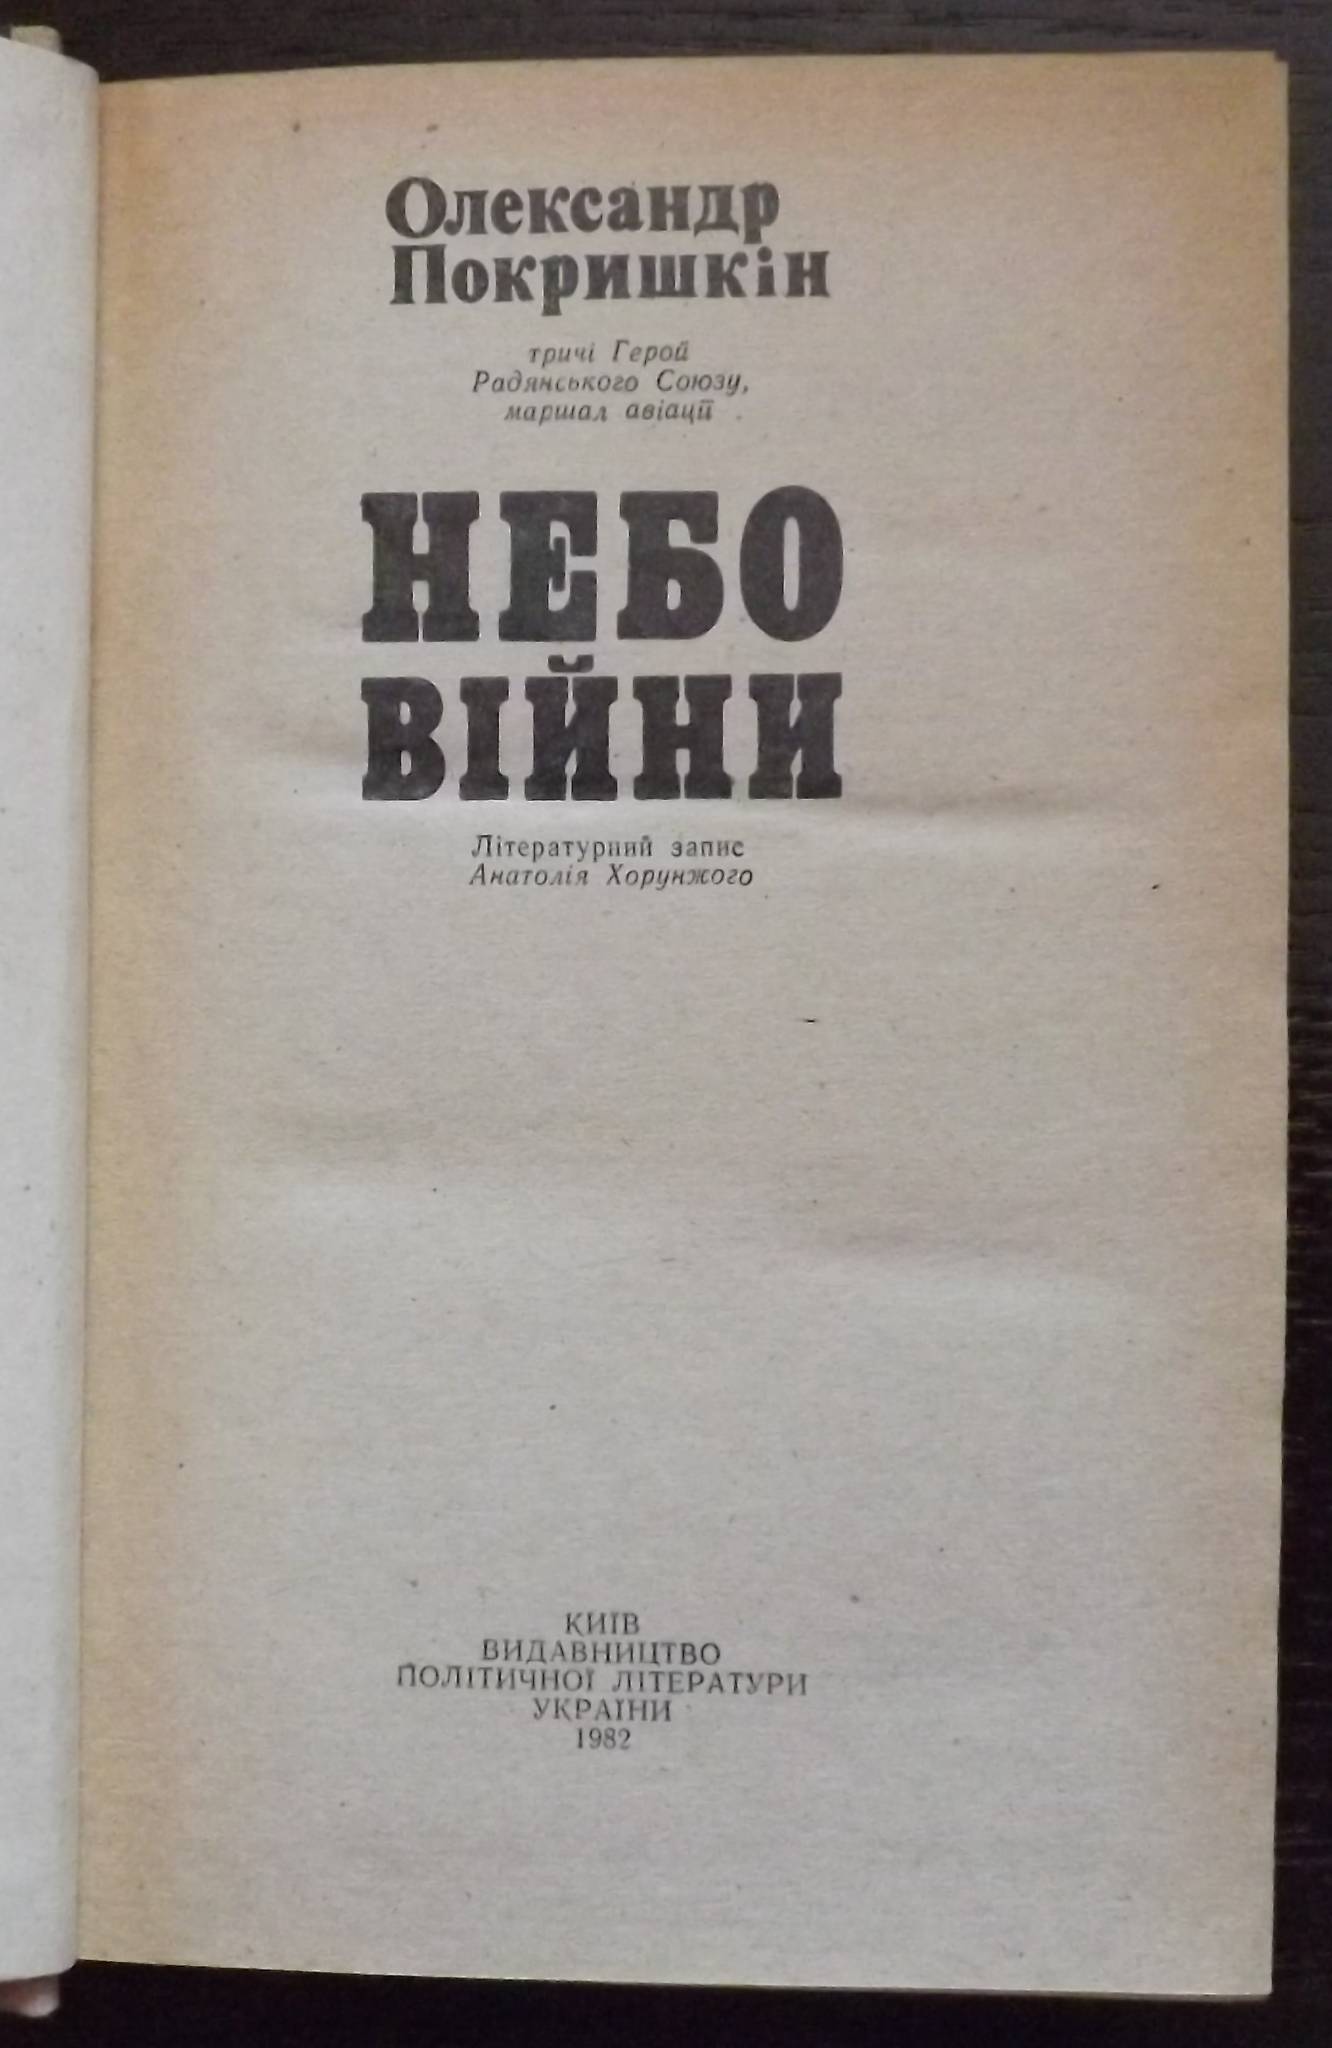 Олександр
Покришкін
тричі Герой
Радянського Союзу,
маршал авіації
НЕБО
ВІЙНИ
Літературний запис
Анатолія Хорунжого
КИЇВ
ВИДАВНИЦТВО
ПОЛІТИЧНОЇ ЛІТЕРАТУРИ
УКРАЇНИ
1982